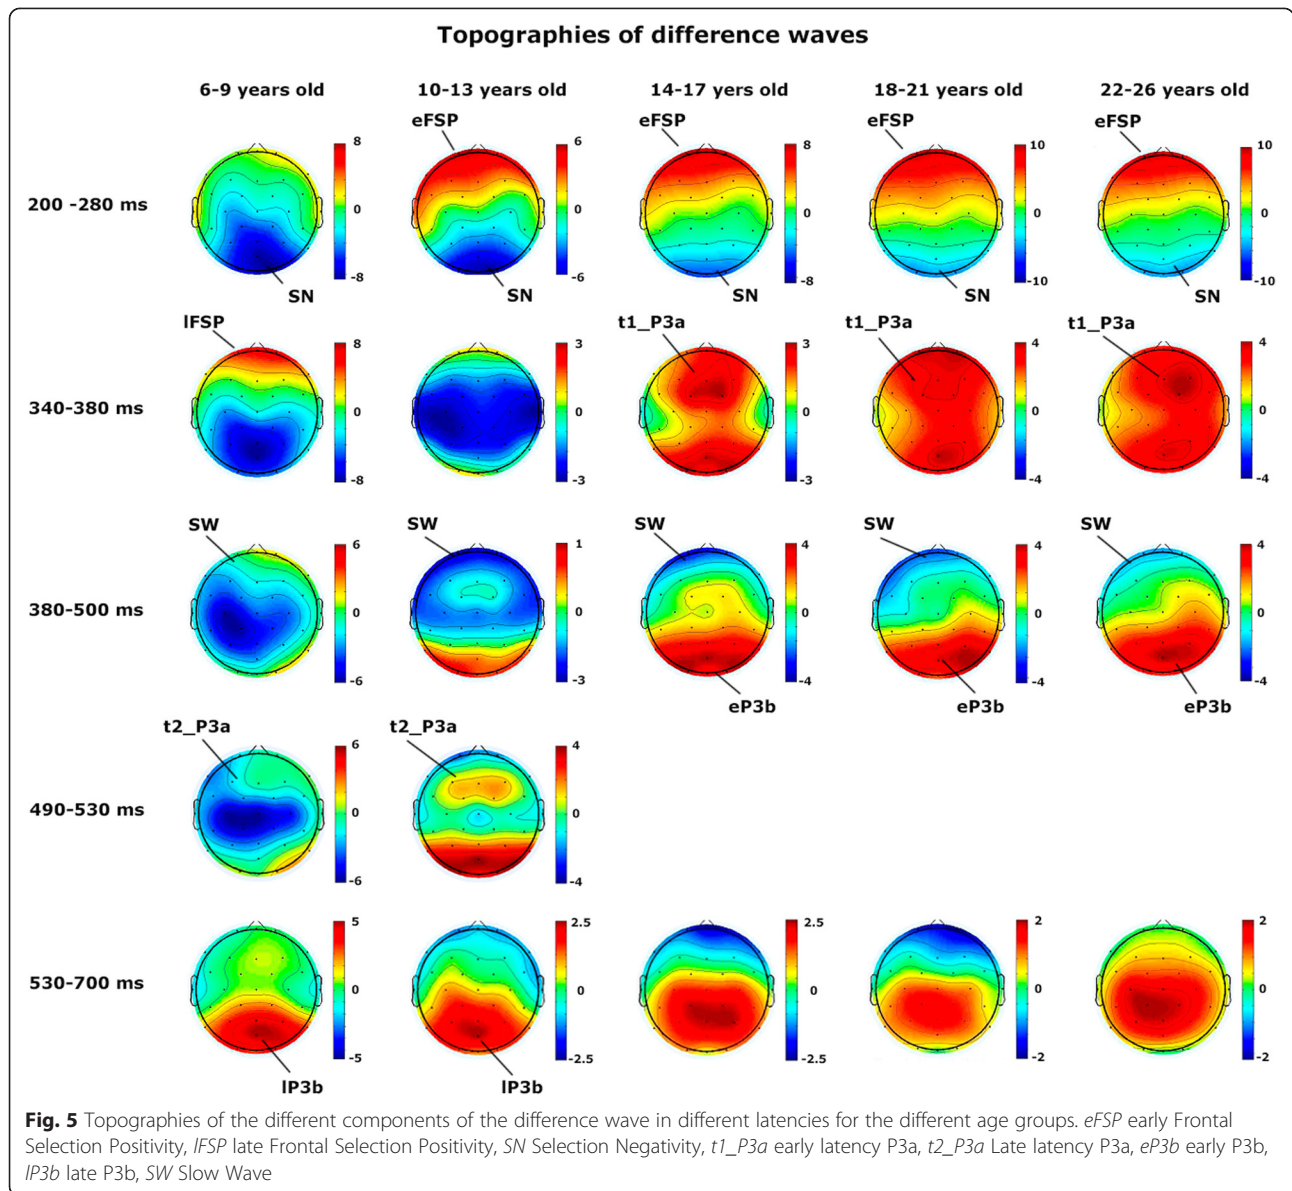 Topographies of difference waves
6-9 years old 10-13 years old 14-17 yers old 18-21 years old 22-26 years old
eFSP eFSP eFSP eFSP
200 -280 ms
8 6 8 10 10
0 0 0 0 0
-8 -6 -8 -10 -10
SN SN SN SN SN
lFSP t1_P3a t1_P3a t1_P3a
340-380 ms
8 3 3 4 4
0 0 0 0 0
-8 -3 -3 -4 -4
SW SW SW SW SW
380-500 ms
6 1 4 4 4
0 0 0 0
-6 -3 -4 -4 -4
eP3b eP3b eP3b
t2_P3a t2_P3a
490-530 ms
6 4
0 0
-6 -4
530-700 ms
5 2.5 2.5 2 2
0 0 0 0 0
-5 -2.5 -2.5 -2 -2
lP3b lP3b
Fig. 5 Topographies of the different components of the difference wave in different latencies for the different age groups. eFSP early Frontal
Selection Positivity, lFSP late Frontal Selection Positivity, SN Selection Negativity, t1_P3a early latency P3a, t2_P3a Late latency P3a, eP3b early P3b,
lP3b late P3b, SW Slow Wave